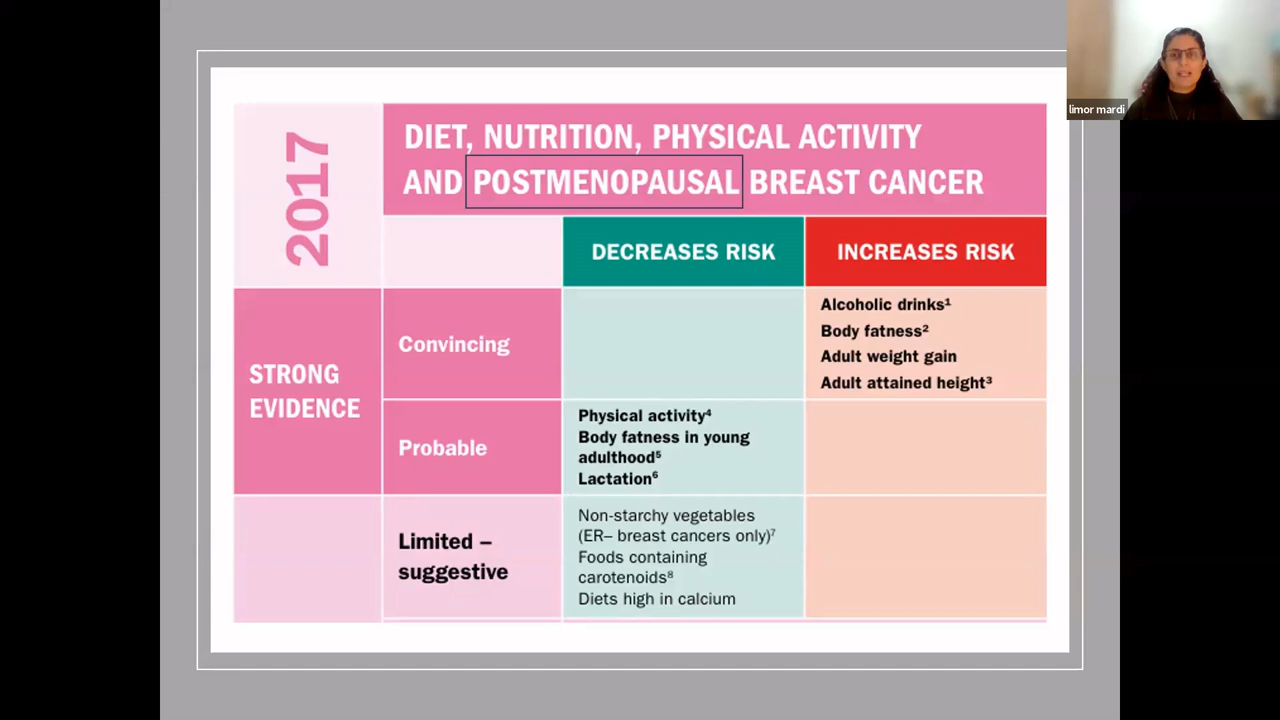 2017
DIET, NUTRITION, PHYSICAL ACTIVITY
AND POSTMENOPAUSAL BREAST CANCER
DECREASES RISK
INCREASES RISK
STRONG
EVIDENCE
Convincing
Alcoholic drinks¹
Body fatness²
Adult weight gain
Adult attained height³
Probable
Physical activity⁴
Body fatness in young
adulthood⁵
Lactation⁶
Limited –
suggestive
Non-starchy vegetables
(ER– breast cancers only)⁷
Foods containing
carotenoids⁸
Diets high in calcium
limor mardi